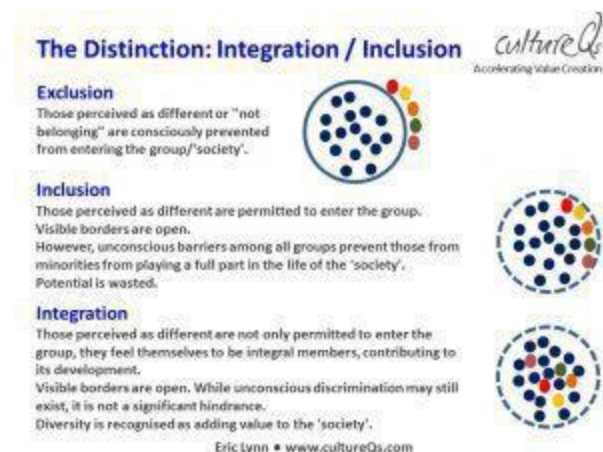 The Distinction: Integration / Inclusion
cultureQs
Accelerating Value Creation
Exclusion
Those perceived as different or "not
belonging" are consciously prevented
from entering the group/'society'.
Inclusion
Those perceived as different are permitted to enter the group.
Visible borders are open.
However, unconscious barriers among all groups prevent those from
minorities from playing a full part in the life of the 'society'.
Potential is wasted.
Integration
Those perceived as different are not only permitted to enter the
group, they feel themselves to be integral members, contributing to
its development.
Visible borders are open. While unconscious discrimination may still
exist, it is not a significant hindrance.
Diversity is recognised as adding value to the 'society'.
Eric Lynn • www.cultureQs.com